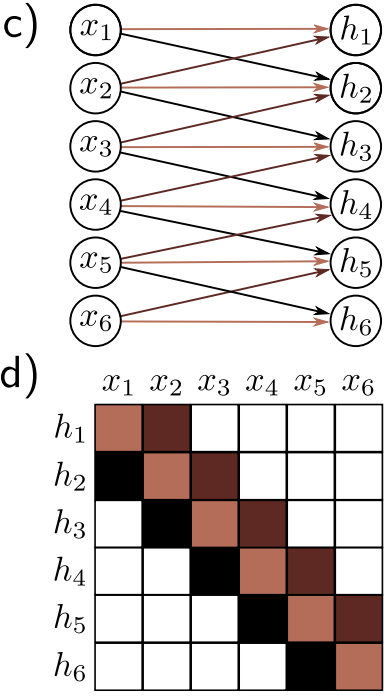 c)
x₁ h₁
x₂ h₂
x₃ h₃
x₄ h₄
x₅ h₅
x₆ h₆
d)
x₁ x₂ x₃ x₄ x₅ x₆
h₁
h₂
h₃
h₄
h₅
h₆